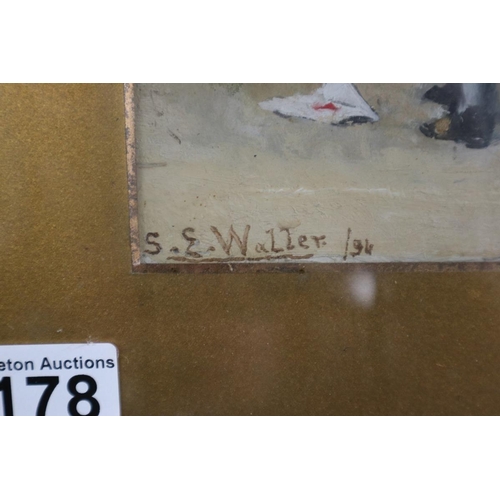 S. E. Walter /94
eton Auctions
178